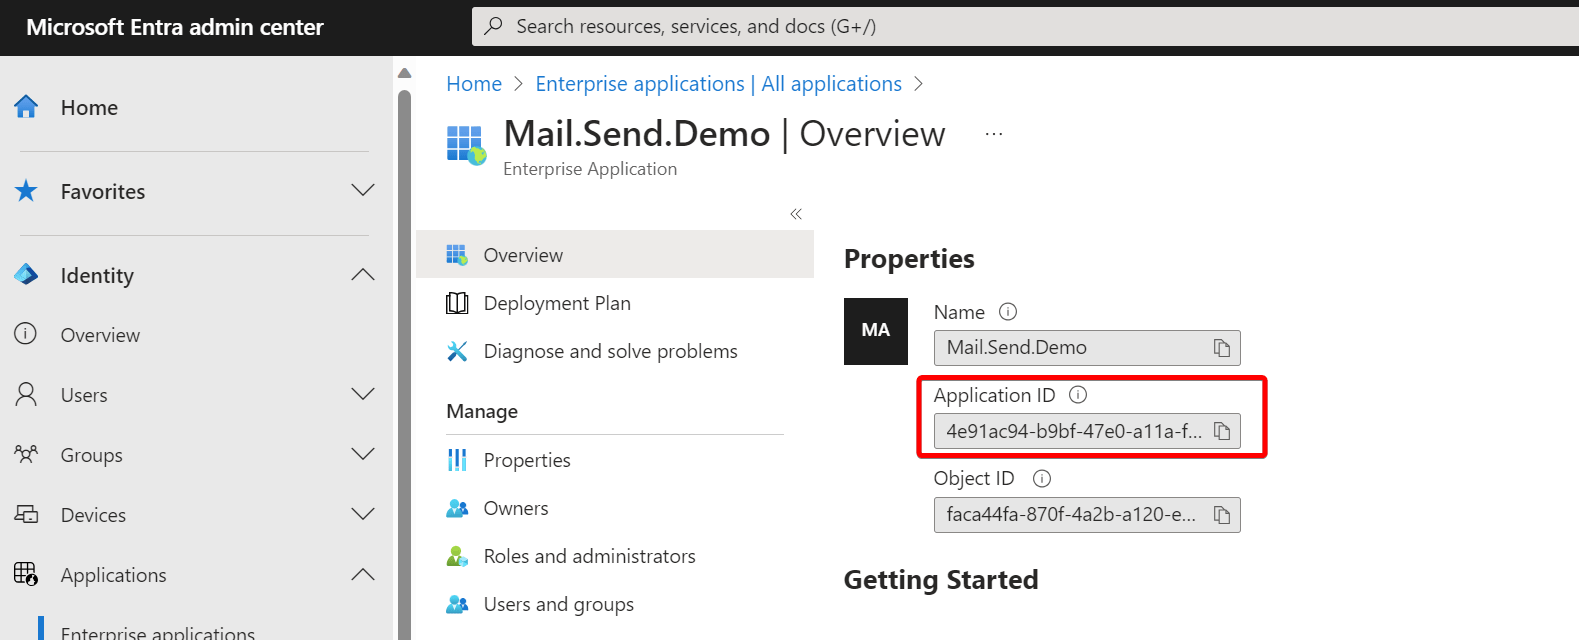 Microsoft Entra admin center
Search resources, services, and docs (G+/)
Home
Favorites
Identity
Overview
Users
Groups
Devices
Applications
Enterprise applications
Home > Enterprise applications | All applications >
Mail.Send.Demo | Overview ...
Enterprise Application
«
Overview
Deployment Plan
Diagnose and solve problems
Manage
Properties
Owners
Roles and administrators
Users and groups
Properties
MA
Name
Mail.Send.Demo
Application ID
4e91ac94-b9bf-47e0-a11a-f...
Object ID
faca44fa-870f-4a2b-a120-e...
Getting Started